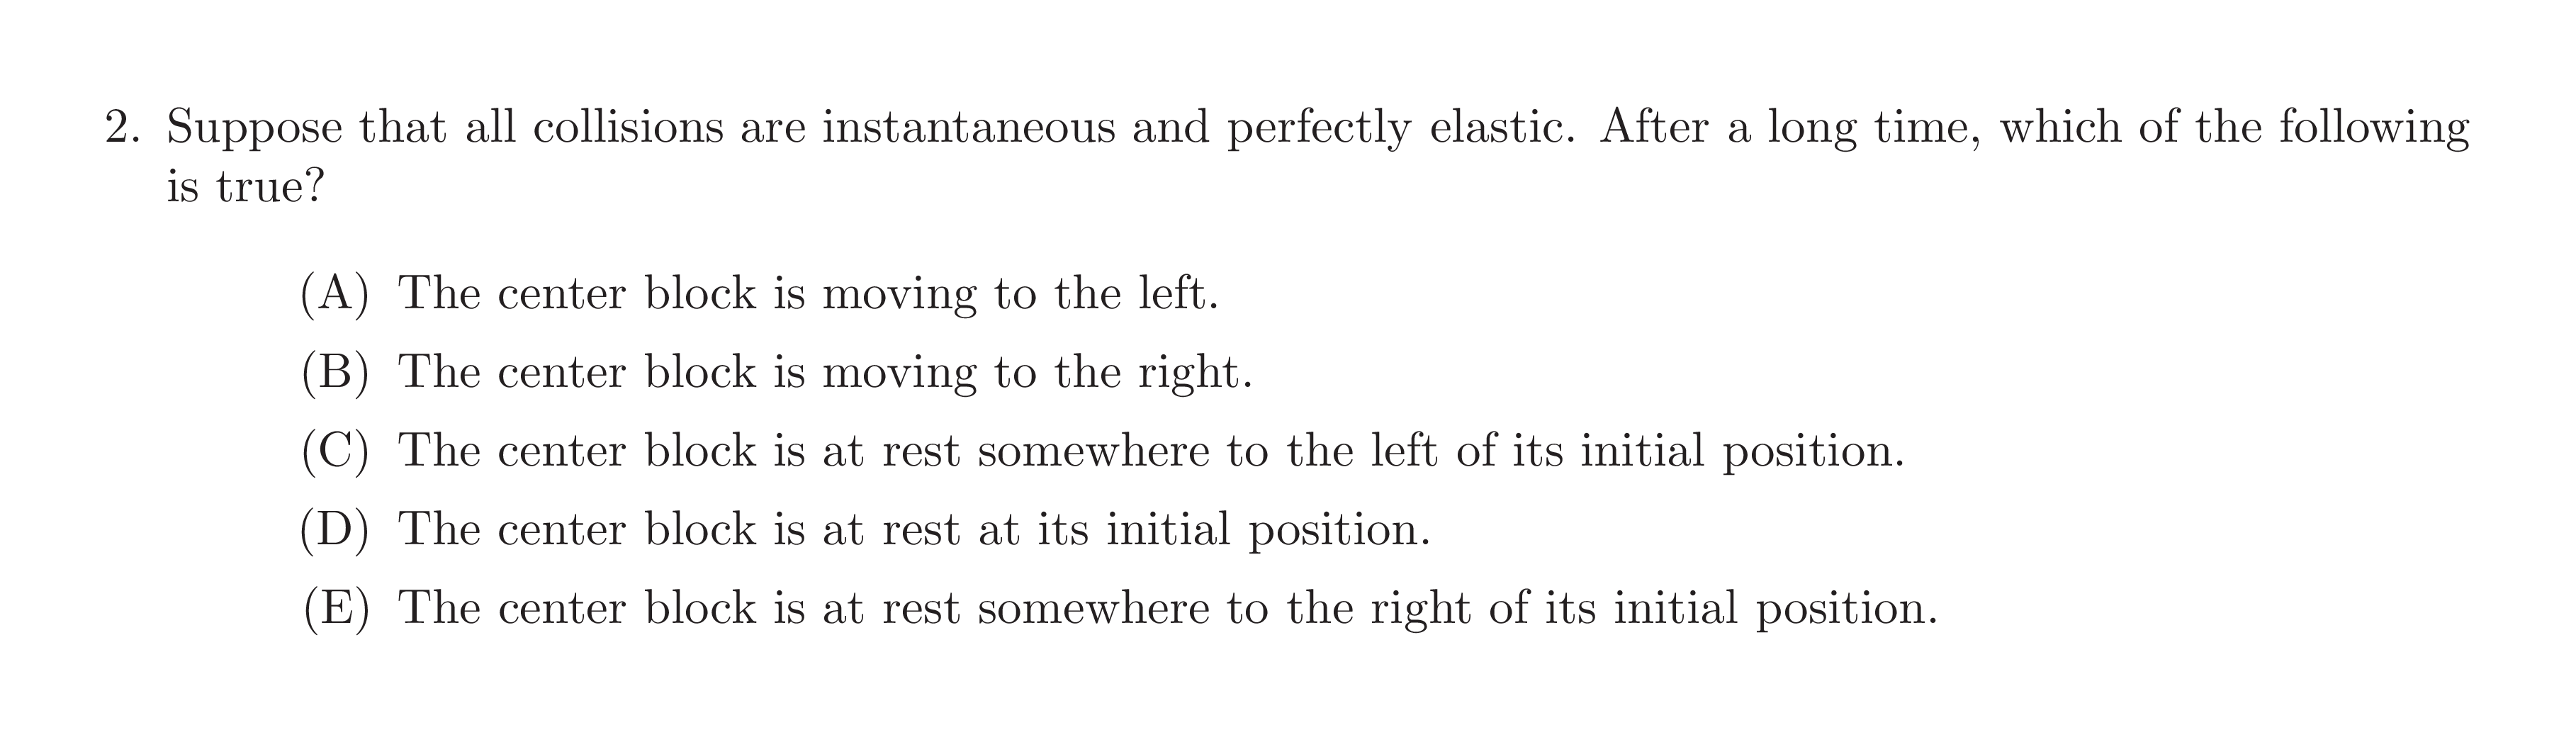 2. Suppose that all collisions are instantaneous and perfectly elastic. After a long time, which of the following
is true?
(A) The center block is moving to the left.
(B) The center block is moving to the right.
(C) The center block is at rest somewhere to the left of its initial position.
(D) The center block is at rest at its initial position.
(E) The center block is at rest somewhere to the right of its initial position.